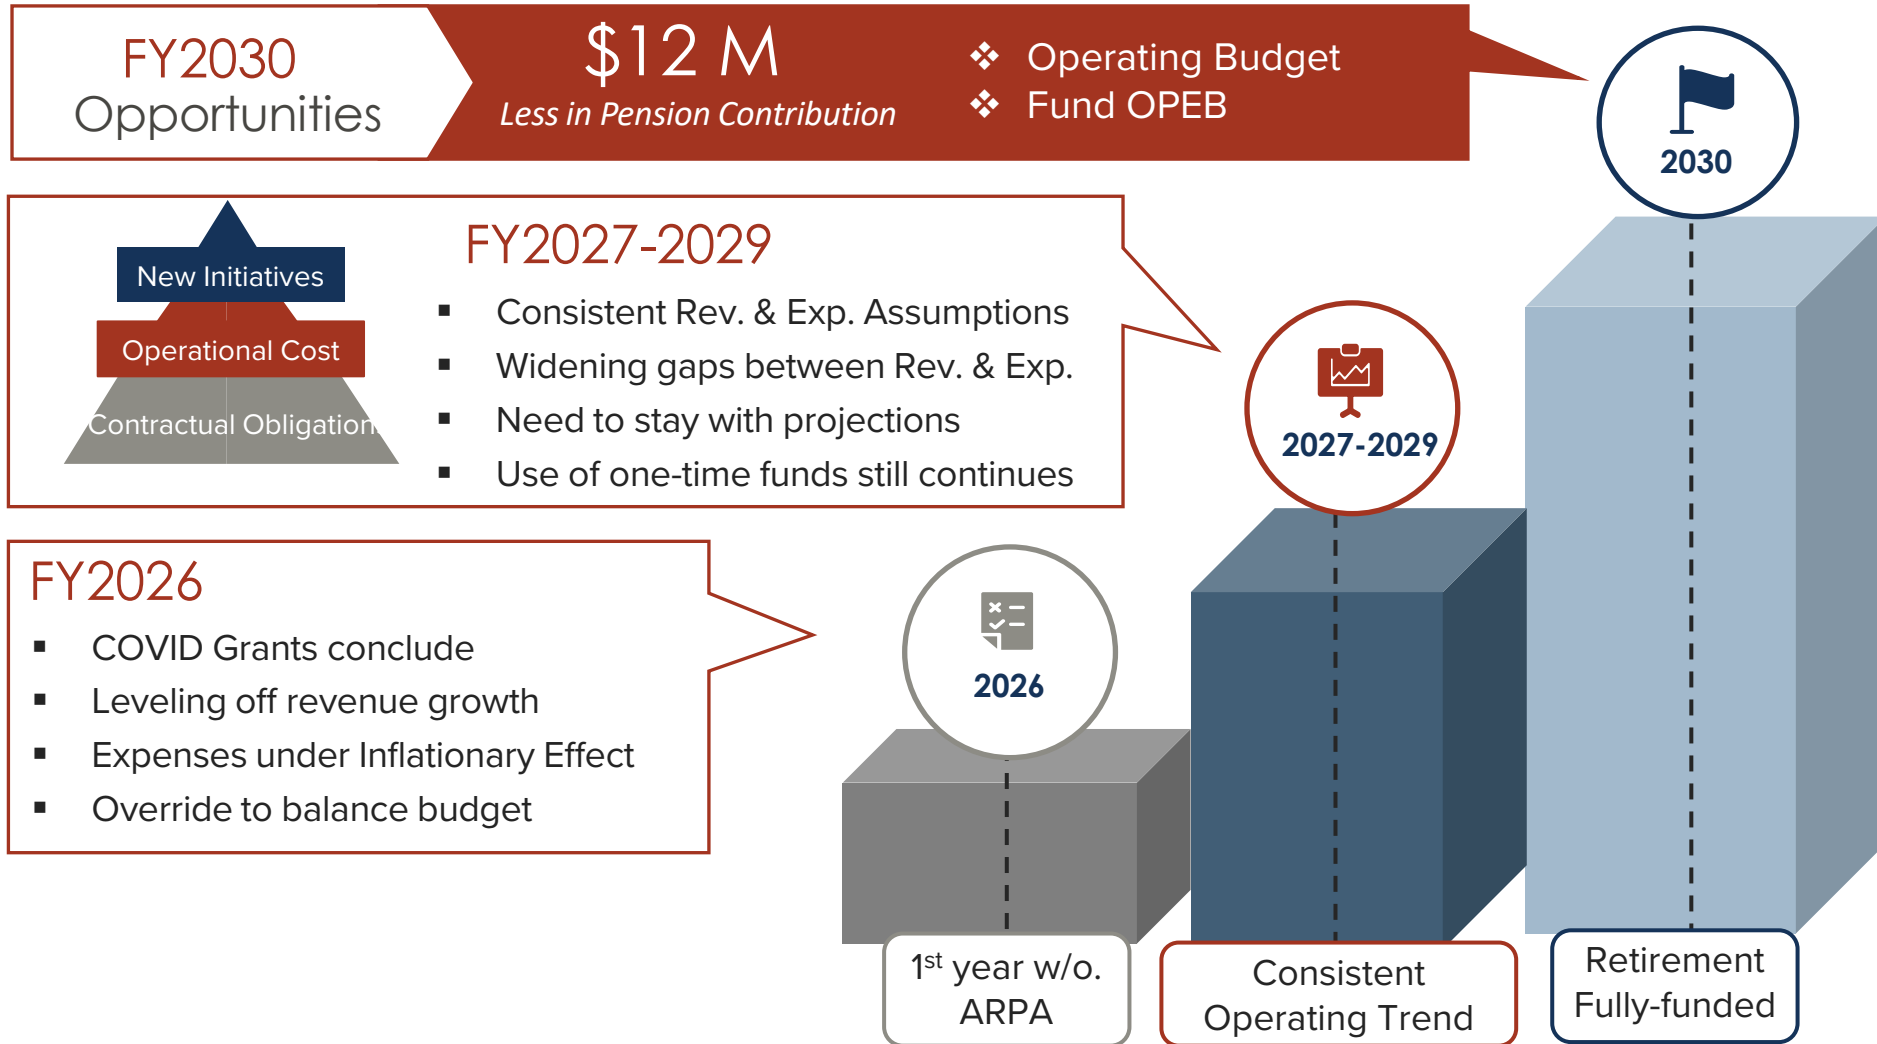 FY2030
Opportunities
$12 M
Less in Pension Contribution
❖ Operating Budget
❖ Fund OPEB
2030
New Initiatives
Operational Cost
Contractual Obligation
FY2027-2029
▪ Consistent Rev. & Exp. Assumptions
▪ Widening gaps between Rev. & Exp.
▪ Need to stay with projections
▪ Use of one-time funds still continues
2027-2029
FY2026
▪ COVID Grants conclude
▪ Leveling off revenue growth
▪ Expenses under Inflationary Effect
▪ Override to balance budget
2026
1st year w/o.
ARPA
Consistent
Operating Trend
Retirement
Fully-funded